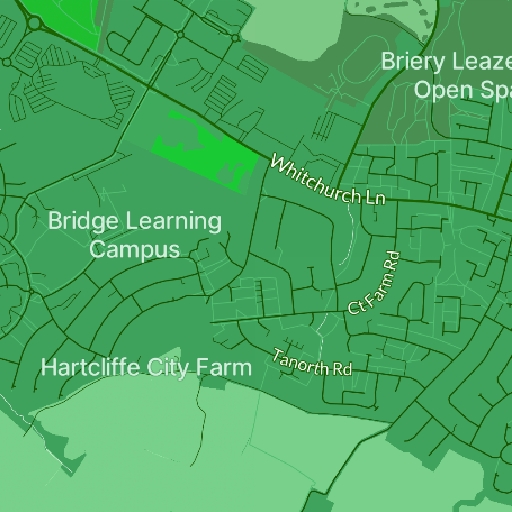 Briery Leaze
Open Spa
Whitchurch Ln
Bridge Learning
Campus
Ct Farm Rd
Hartcliffe City Farm
Tanorth Rd